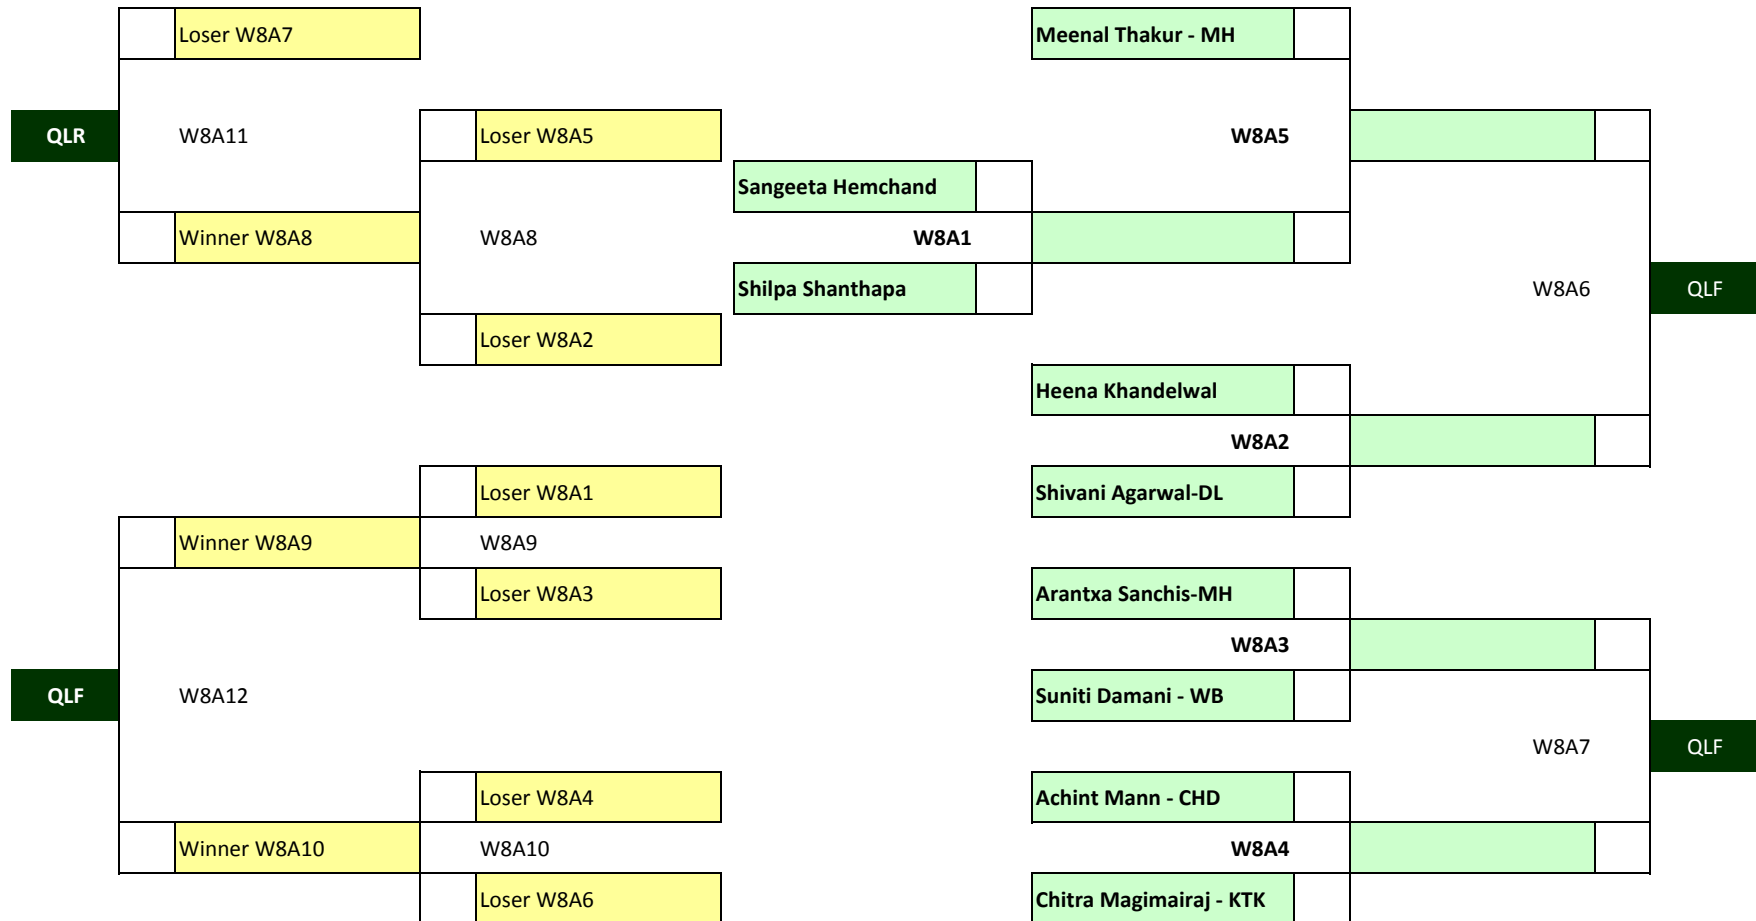 Loser W8A7
Meenal Thakur - MH
QLR
W8A11
Loser W8A5
W8A5
Sangeeta Hemchand
Winner W8A8
W8A8
W8A1
Shilpa Shanthapa
W8A6
QLF
Loser W8A2
Heena Khandelwal
W8A2
Loser W8A1
Shivani Agarwal-DL
Winner W8A9
W8A9
Loser W8A3
Arantxa Sanchis-MH
W8A3
QLF
W8A12
Suniti Damani - WB
W8A7
QLF
Loser W8A4
Achint Mann - CHD
Winner W8A10
W8A10
W8A4
Loser W8A6
Chitra Magimairaj - KTK